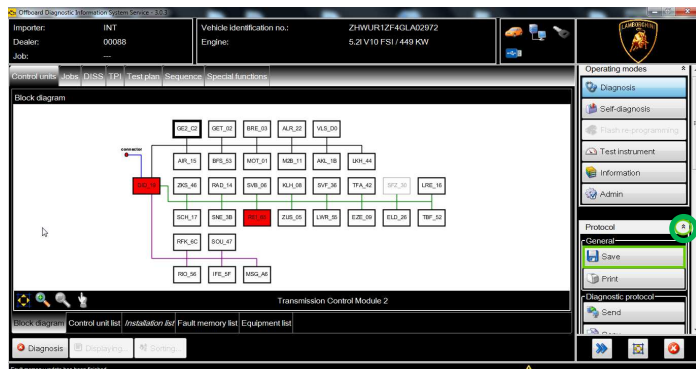 Offboard Diagnostic Information System Service - 3.0.3
Importer: INT
Dealer: 00088
Job: ---
Vehicle identification no.: ZHWUR1ZF4GLA02972
Engine: 5.2l V10 FSI / 449 KW
LAMBORGHINI
Control units Jobs DISS TPI Test plan Sequence Special functions
Block diagram
GE2_C2 GET_02 BRE_03 ALR_22 VLS_D0
connector
AIR_15 BFS_53 MOT_01 M2B_11 AKL_1B LKH_44
ZKS_46 RAD_14 SVB_06 KLH_08 SVF_36 TFA_42 LRE_16
SCH_17 SNE_3B ZUS_05 LWR_55 EZE_09 ELD_26 TBF_52
RFK_6C SOU_47
RIO_56 IFE_5F MSG_A6
Transmission Control Module 2
Block diagram Control unit list Installation list Fault memory list Equipment list
Diagnosis Displaying... Sorting...
Operating modes
Diagnosis
Self-diagnosis
Flash re-programming
Test instrument
Information
Admin
Protocol
General
Save
Print
Diagnostic protocol
Send